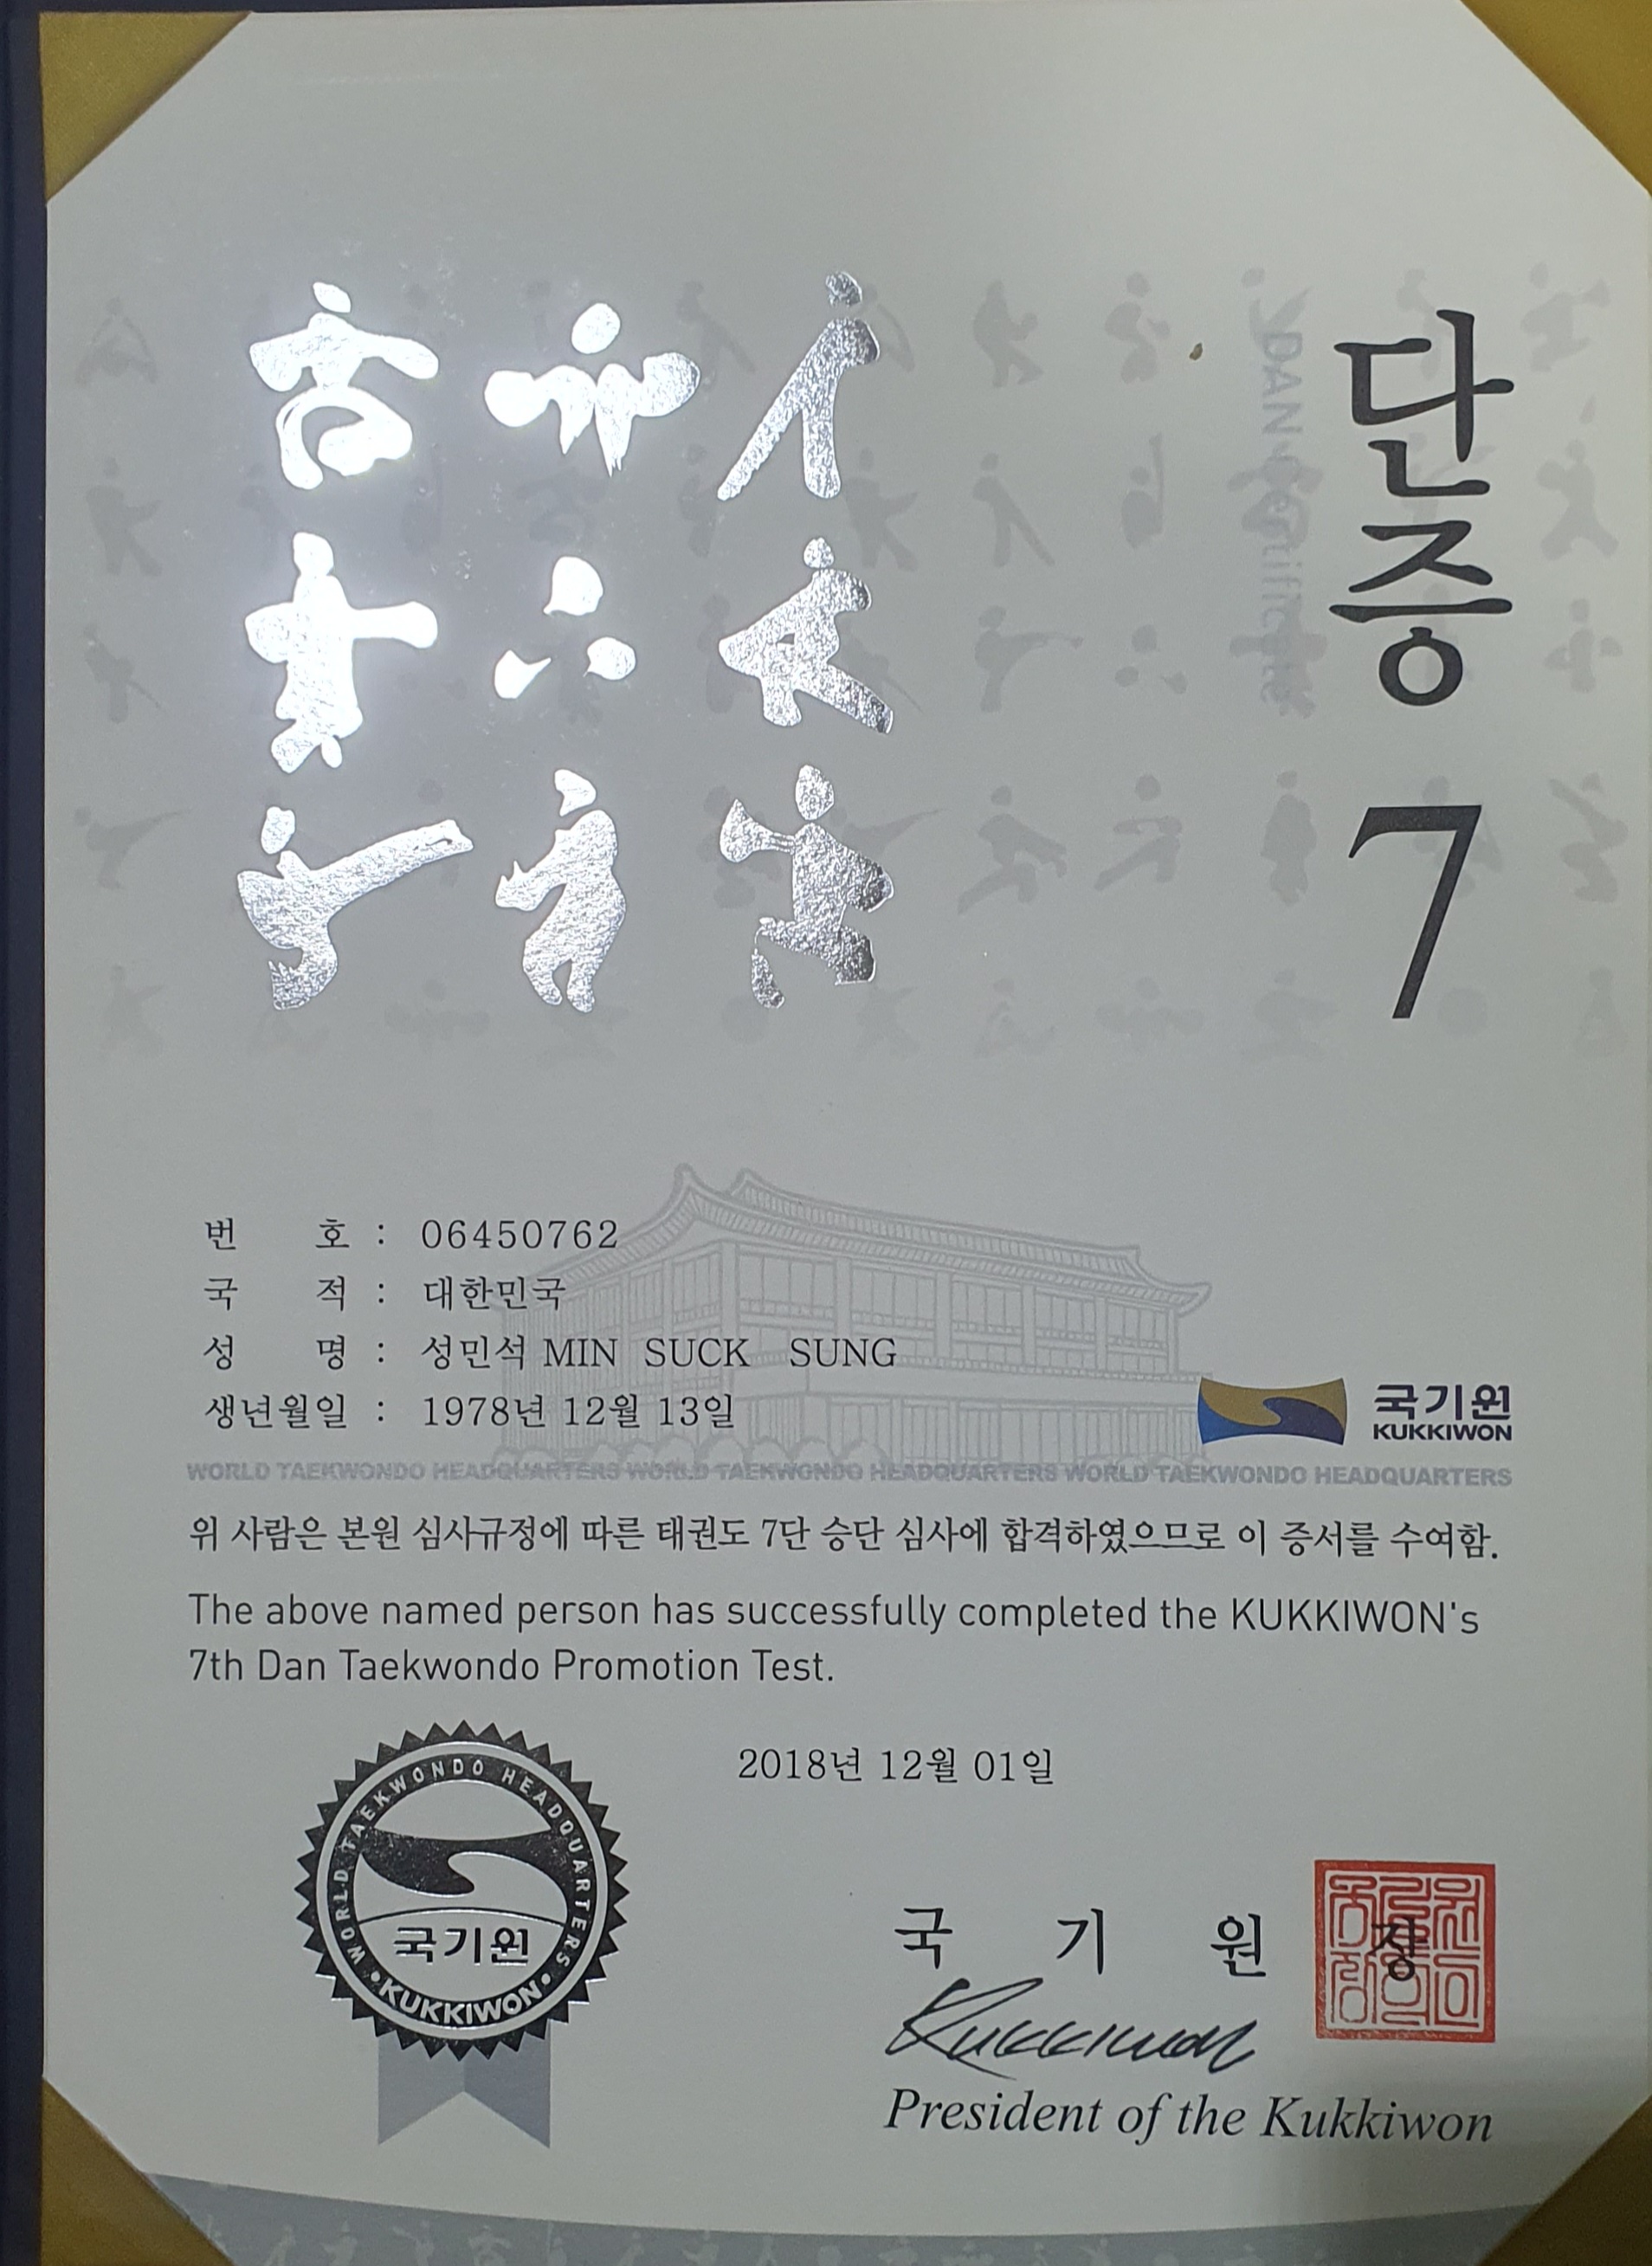 단증 7
DAN Certificate
번 호 : 06450762
국 적 : 대한민국
성 명 : 성민석 MIN SUCK SUNG
생년월일 : 1978년 12월 13일
국기원
KUKKIWON
WORLD TAEKWONDO HEADQUARTERS WORLD TAEKWONDO HEADQUARTERS WORLD TAEKWONDO HEADQUARTERS
위 사람은 본원 심사규정에 따른 태권도 7단 승단 심사에 합격하였으므로 이 증서를 수여함.
The above named person has successfully completed the KUKKIWON's
7th Dan Taekwondo Promotion Test.
2018년 12월 01일
WORLD TAEKWONDO HEADQUARTERS
국기원
•KUKKIWON•
국 기 원 장
Kukkiwon
President of the Kukkiwon